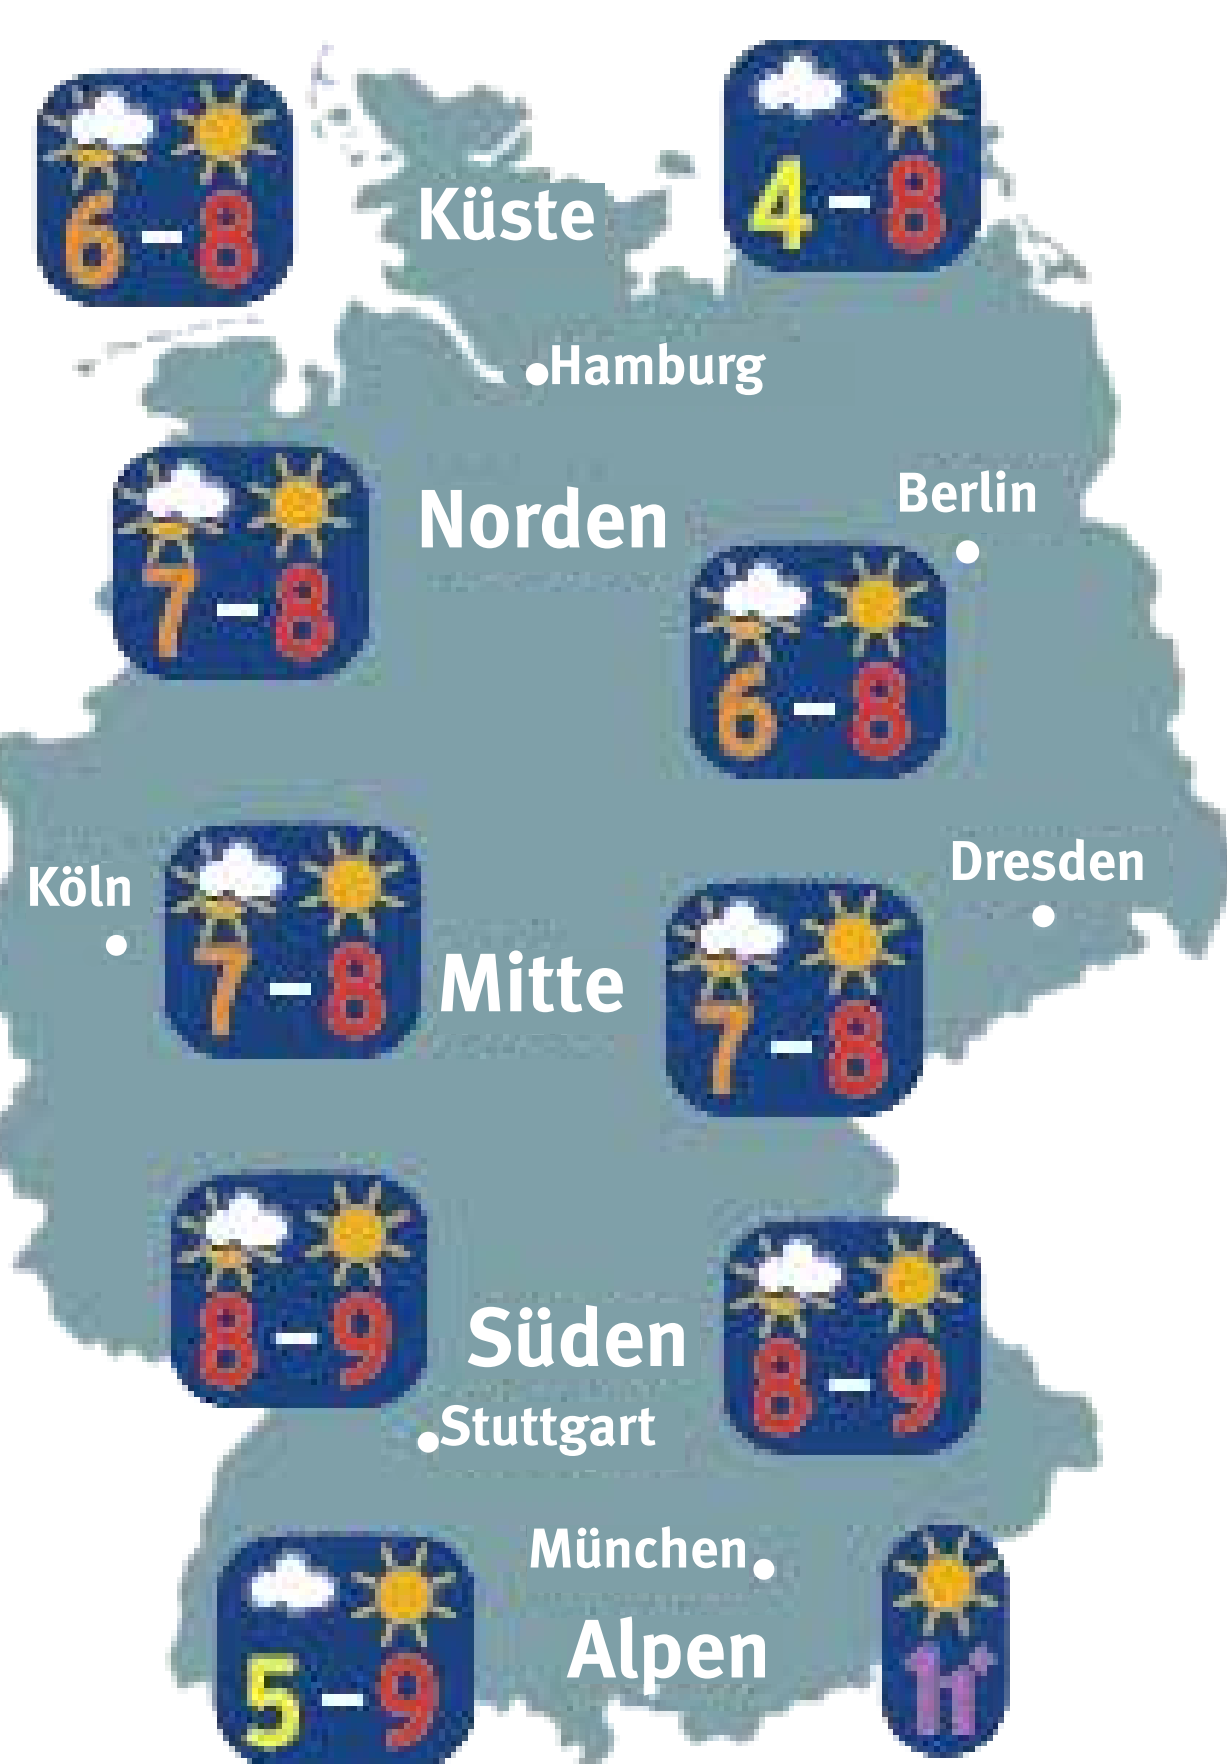 6 – 8
4 – 8
Küste
Hamburg
7 – 8
Norden
Berlin
6 – 8
Köln
7 – 8
Mitte
Dresden
7 – 8
8 – 9
Süden
8 – 9
Stuttgart
München
5 – 9
Alpen
11+